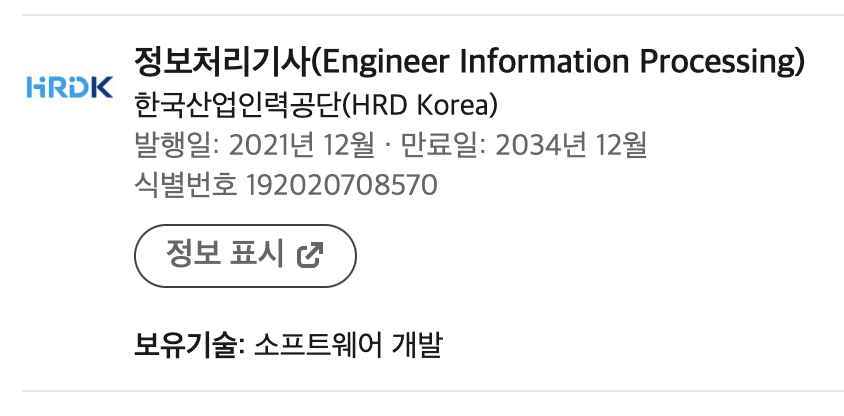 HRDK
정보처리기사(Engineer Information Processing)
한국산업인력공단(HRD Korea)
발행일: 2021년 12월 · 만료일: 2034년 12월
식별번호 192020708570
정보 표시
보유기술: 소프트웨어 개발